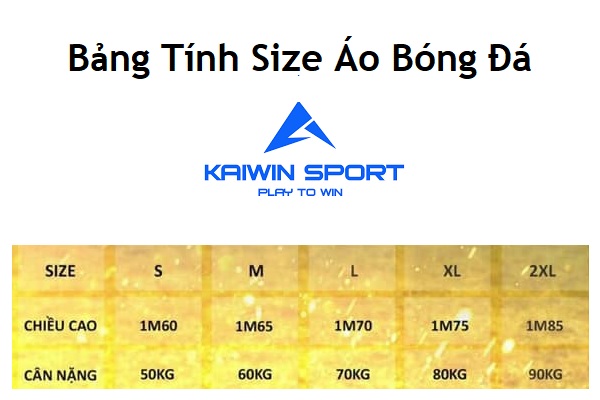 Bảng Tính Size Áo Bóng Đá
KAIWIN SPORT
PLAY TO WIN
SIZE S M L XL 2XL
CHIỀU CAO 1M60 1M65 1M70 1M75 1M85
CÂN NẶNG 50KG 60KG 70KG 80KG 90KG